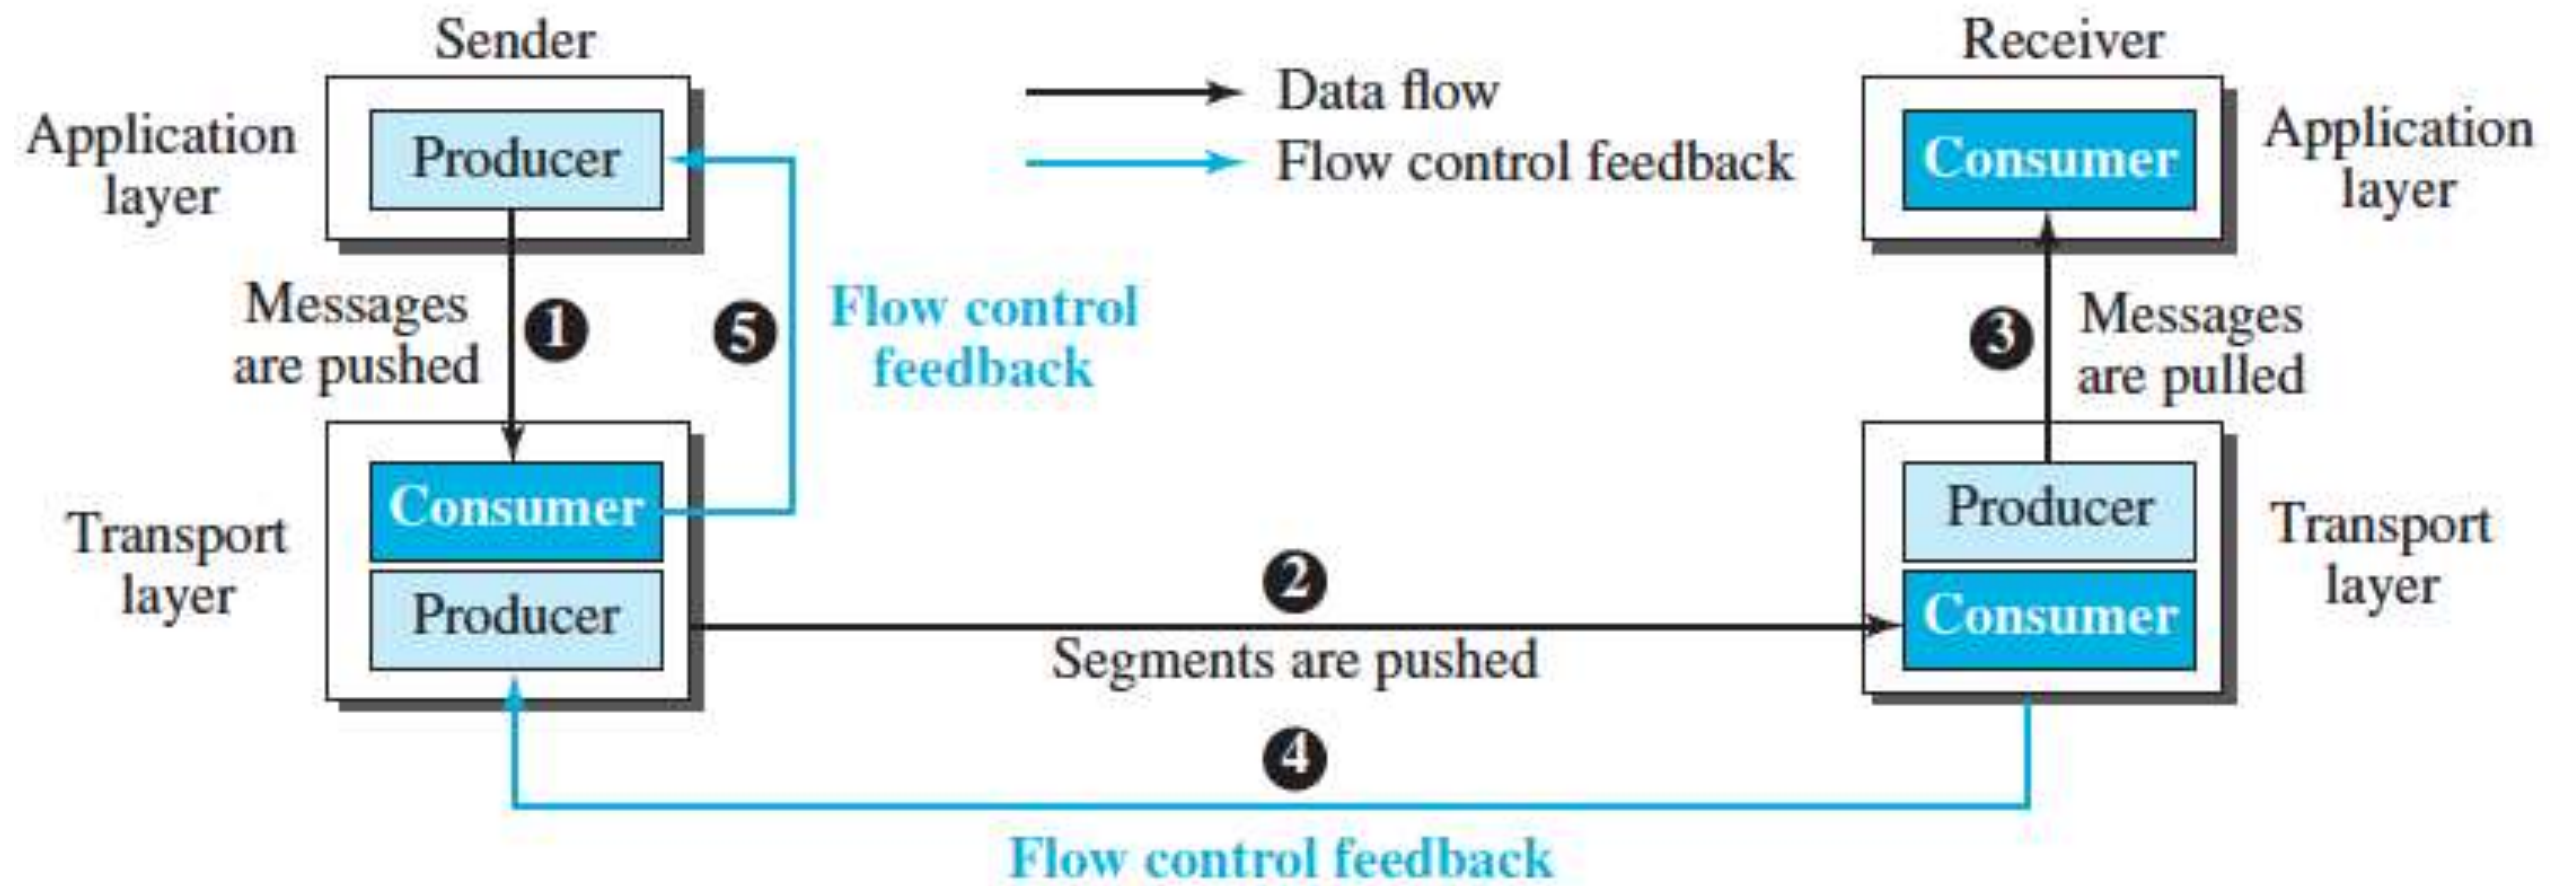 Sender
Receiver
Data flow
Flow control feedback
Application
layer
Producer
Consumer
Application
layer
Messages
are pushed
1
5
Flow control
feedback
3
Messages
are pulled
Transport
layer
Consumer
Producer
2
Segments are pushed
Producer
Consumer
Transport
layer
4
Flow control feedback